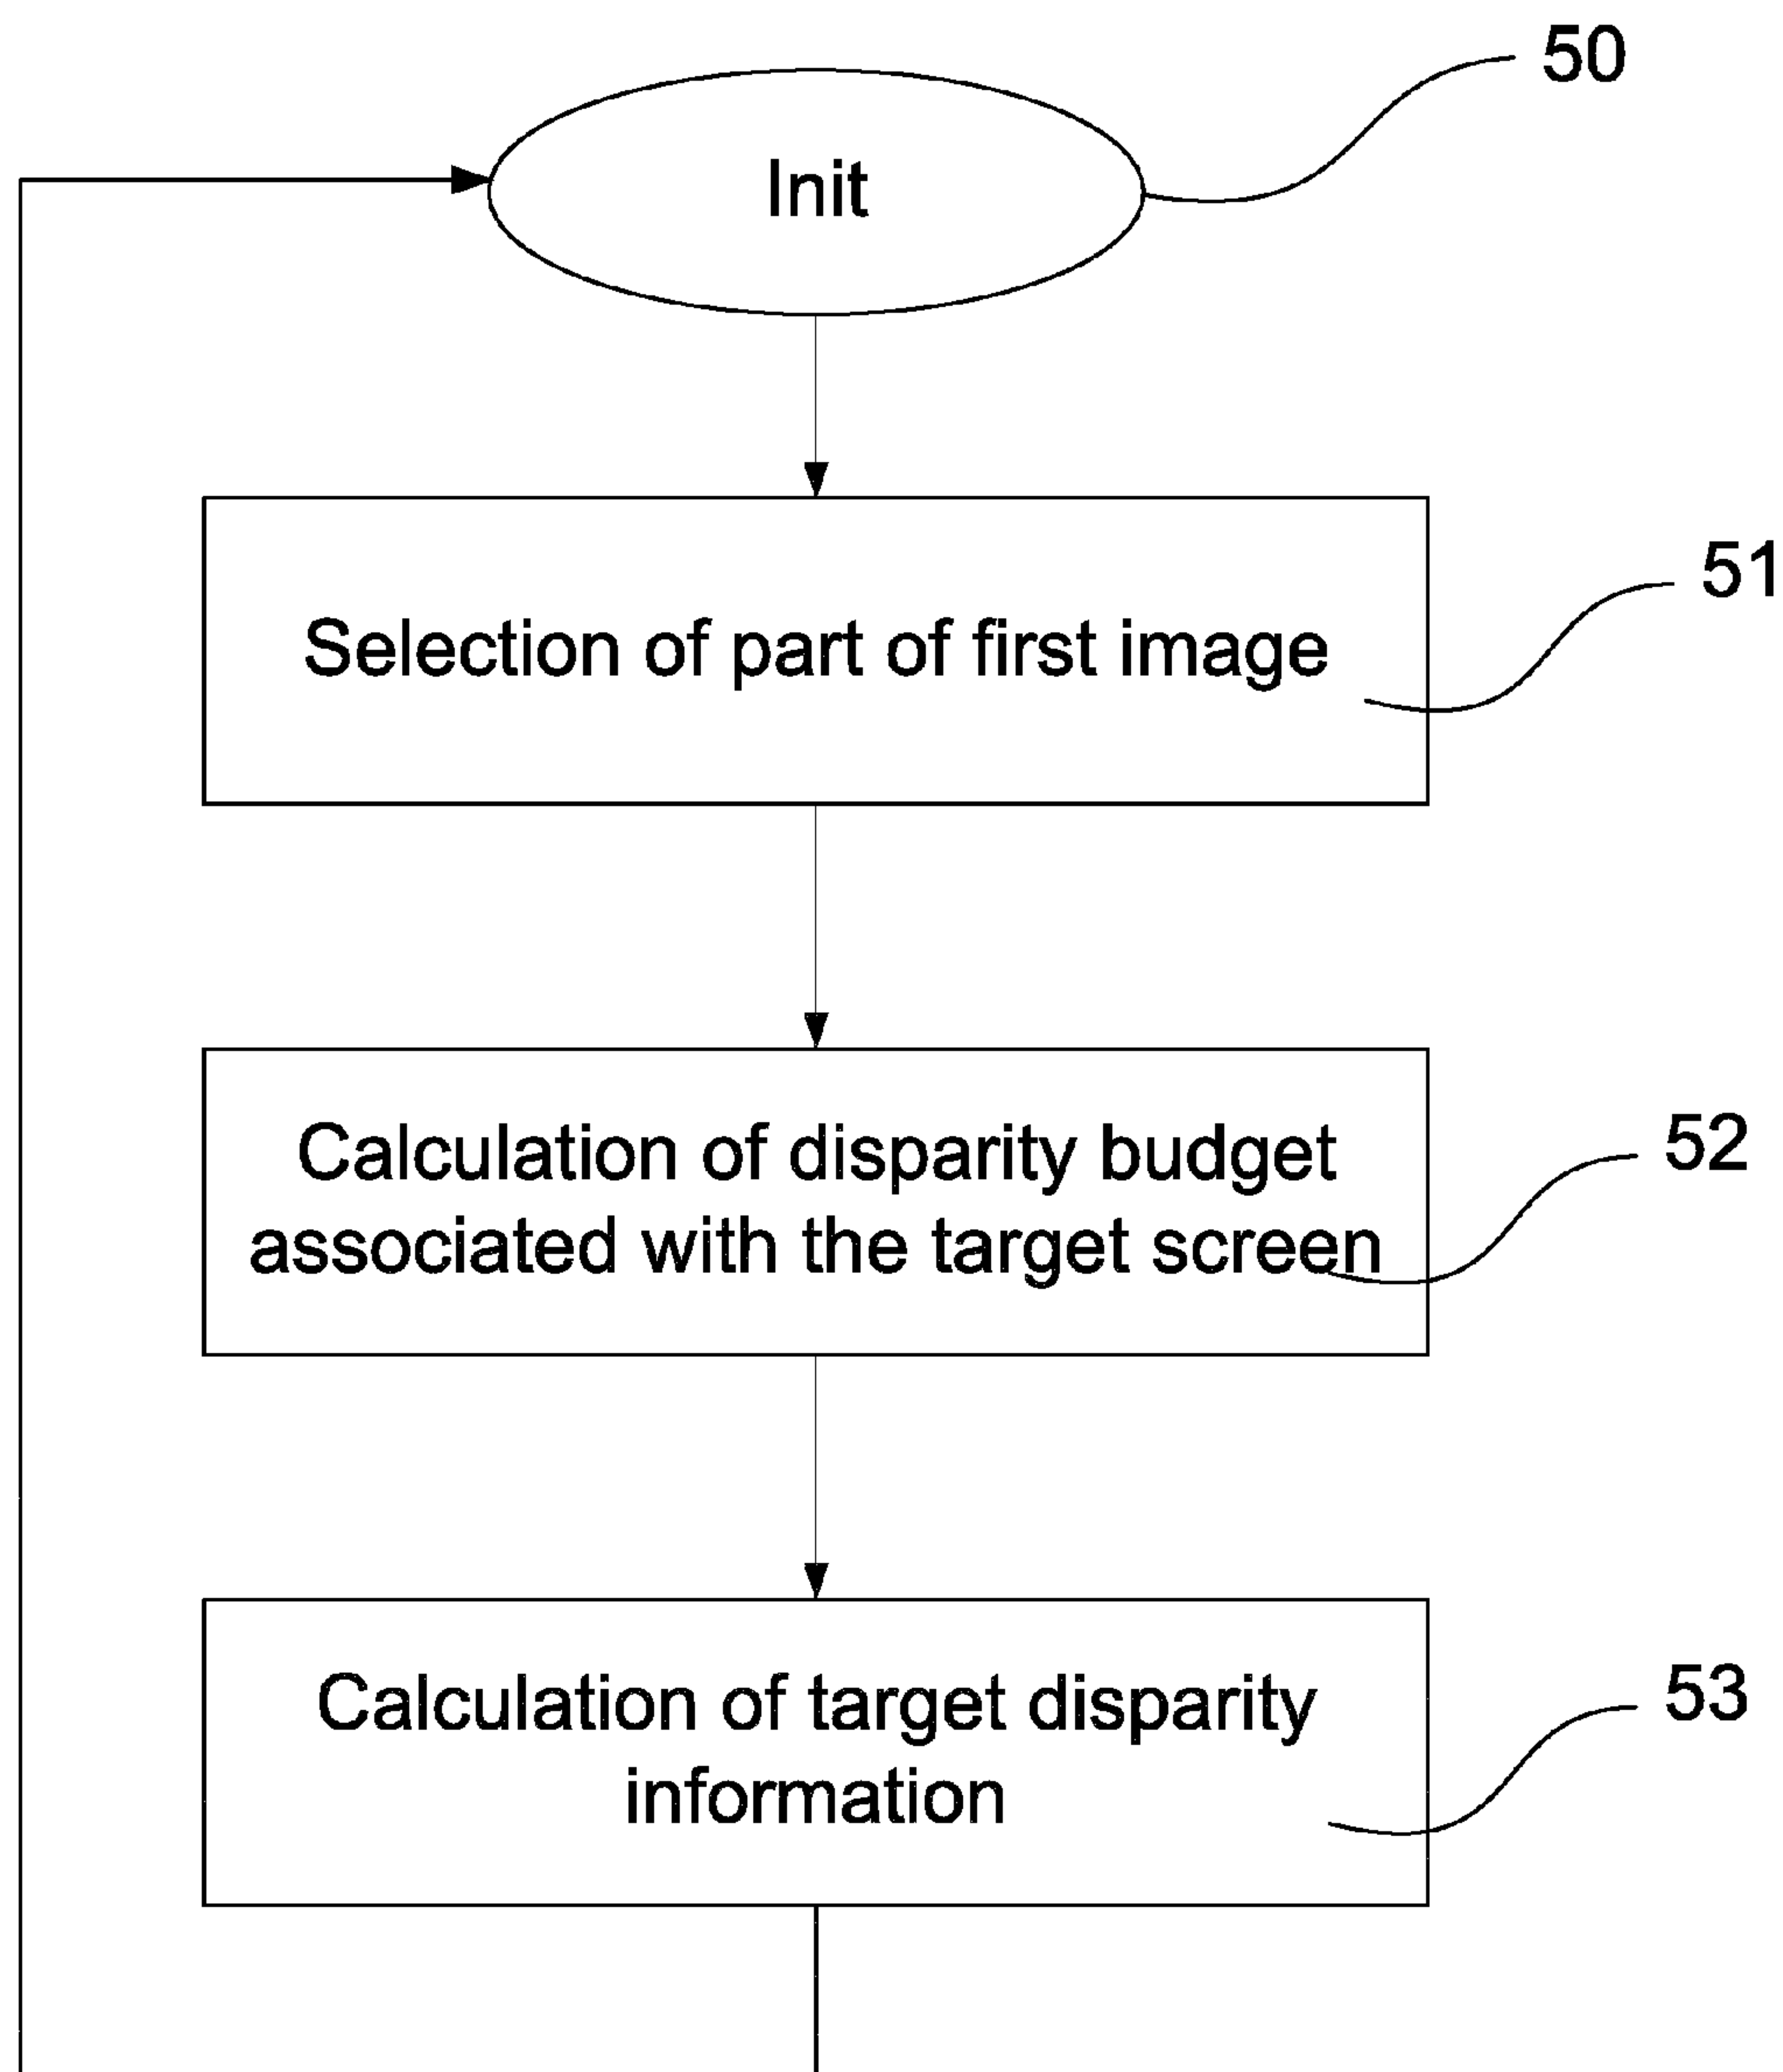 50
Init
51
Selection of part of first image
52
Calculation of disparity budget
associated with the target screen
53
Calculation of target disparity
information